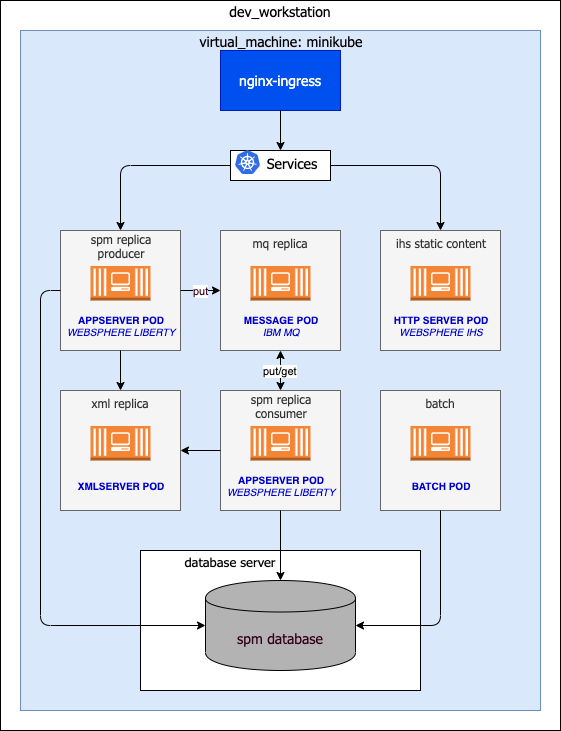 dev_workstation
virtual_machine: minikube
nginx-ingress
Services
spm replica
producer
APPSERVER POD
WEBSPHERE LIBERTY
put
mq replica
MESSAGE POD
IBM MQ
ihs static content
HTTP SERVER POD
WEBSPHERE IHS
put/get
xml replica
XMLSERVER POD
spm replica
consumer
APPSERVER POD
WEBSPHERE LIBERTY
batch
BATCH POD
database server
spm database